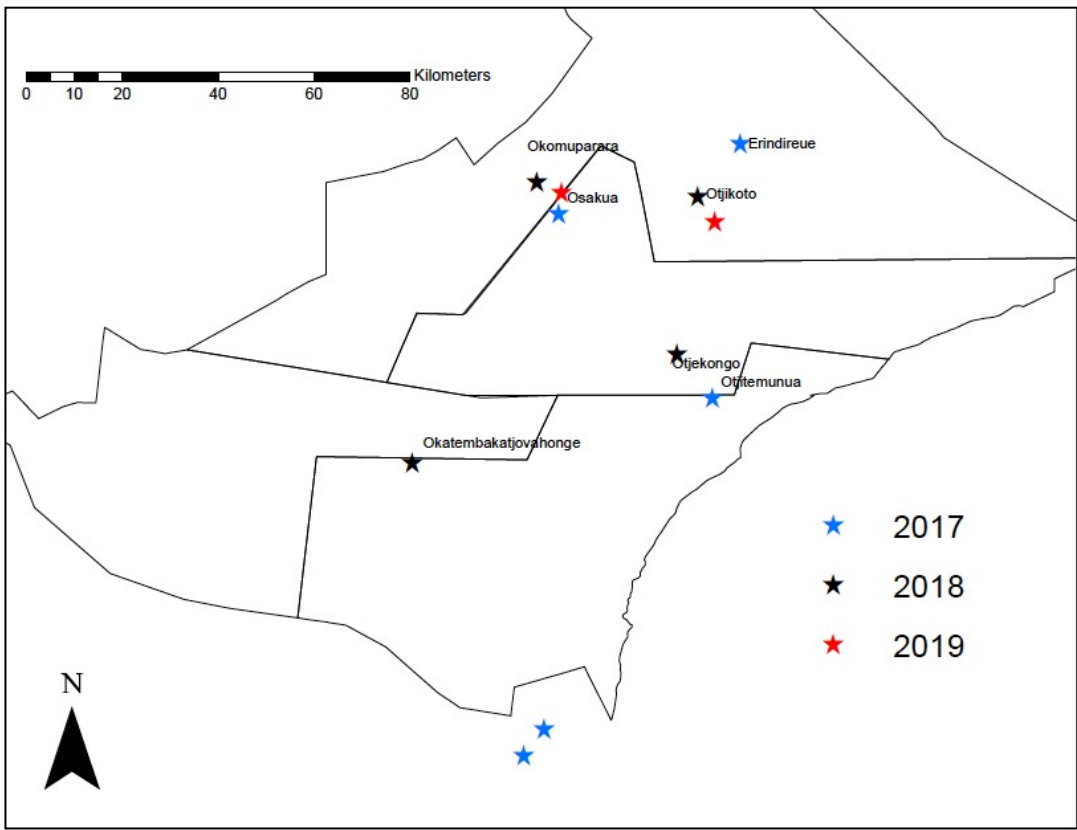 Kilometers
0 10 20 40 60 80
Okomuparara
Erindireue
Osakua
Otjikoto
Otjekongo
Otjitemunua
Okatembakatjovahonge
2017
2018
2019
N